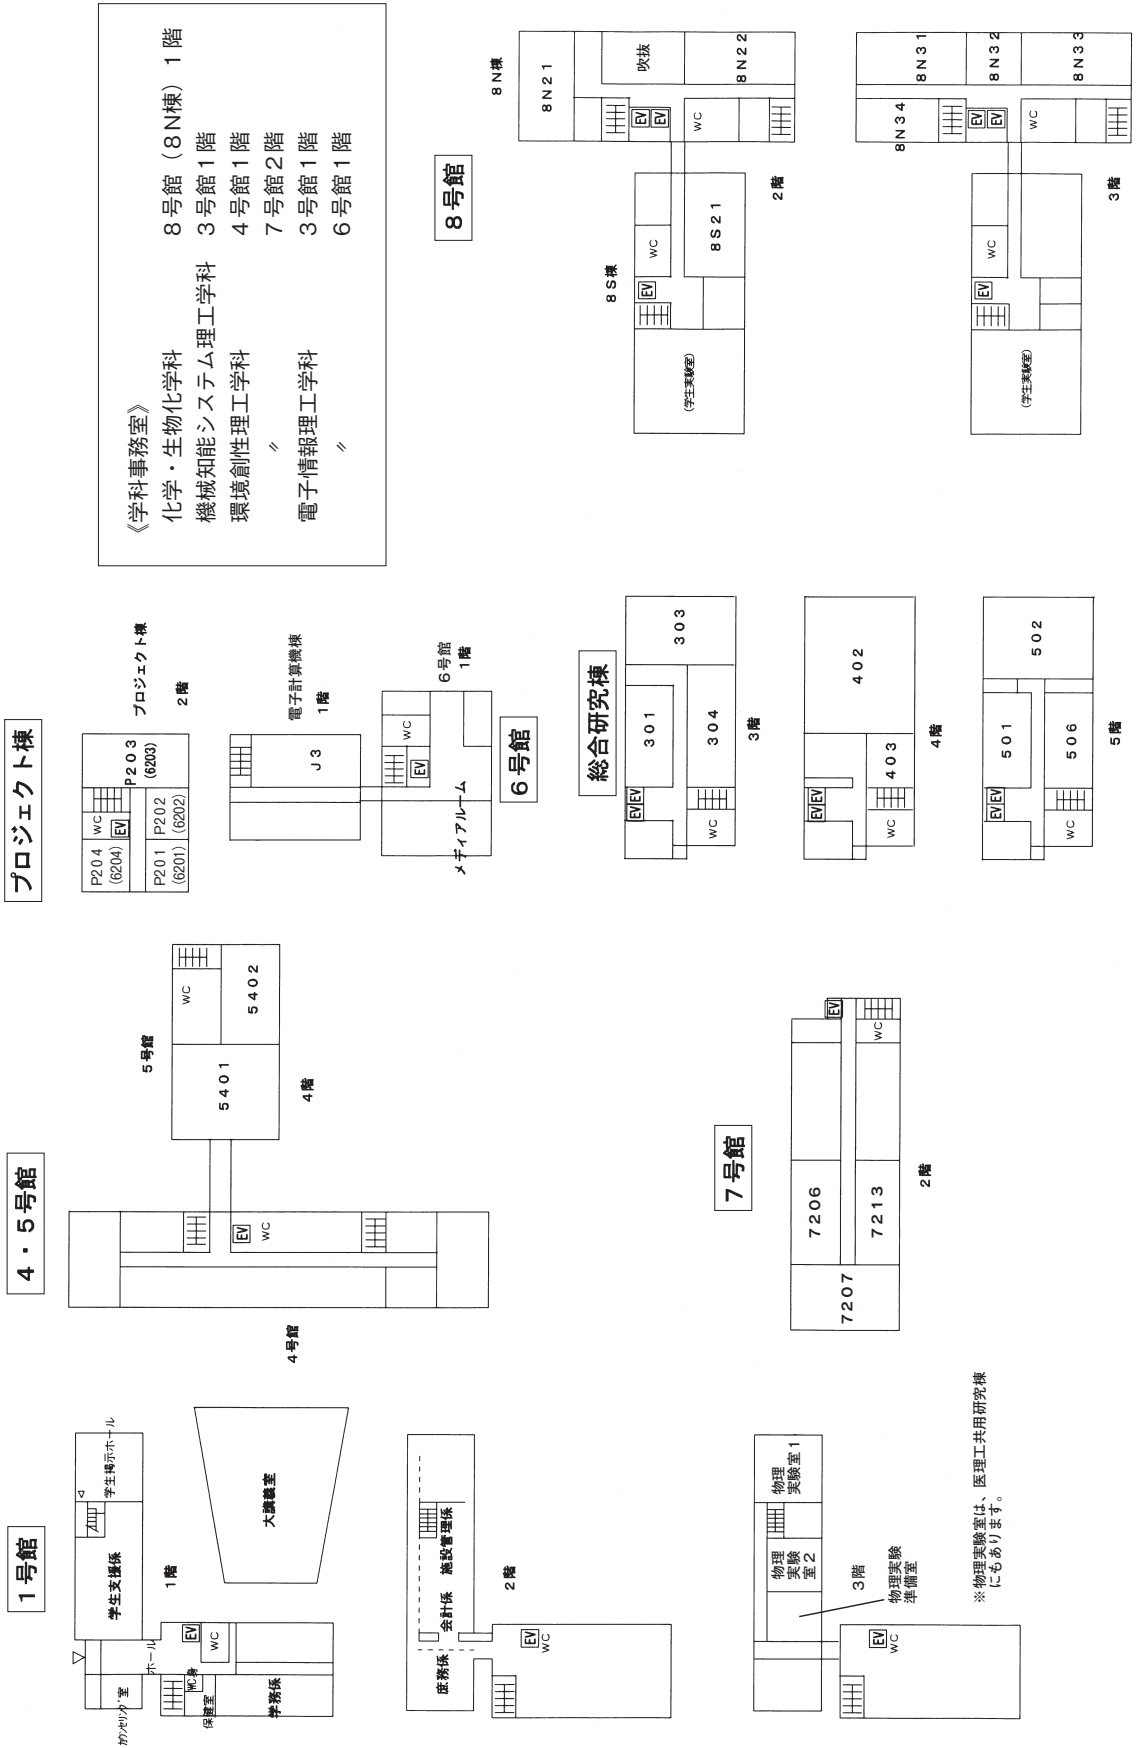 1号館
学生掲示ホール
学生支援係
1階
大講義室
ホール
EV
WC
WC身
カウンセリング室
保健室
学務係
会計係 施設管理係
庶務係
2階
EV
WC
物理
実験室1
物理
実験
室2
3階
物理実験
準備室
EV
WC
※物理実験室は、医理工共用研究棟
にもあります。
4・5号館
5号館
WC
5402
5401
4階
EV
WC
4号館
7号館
EV
WC
7206
7213
7207
2階
プロジェクト棟
プロジェクト棟
2階
P203
(6203)
WC
EV
P204
(6204)
P202
(6202)
P201
(6201)
電子計算機棟
1階
J3
6号館
1階
WC
EV
メディアルーム
6号館
総合研究棟
303
301
304
EV EV
WC
3階
402
403
EV EV
WC
4階
502
501
506
EV EV
WC
5階
《学科事務室》
化学・生物化学科 8号館(8N棟)1階
機械知能システム理工学科 3号館1階
環境創性理工学科 4号館1階
〃 7号館2階
電子情報理工学科 3号館1階
〃 6号館1階
8号館
8N棟
8N21
吹抜
8N22
EV
EV
WC
2階
8S棟
WC
8S21
EV
(学生実験室)
8N31
8N32
8N33
8N34
EV
EV
WC
3階
WC
EV
(学生実験室)